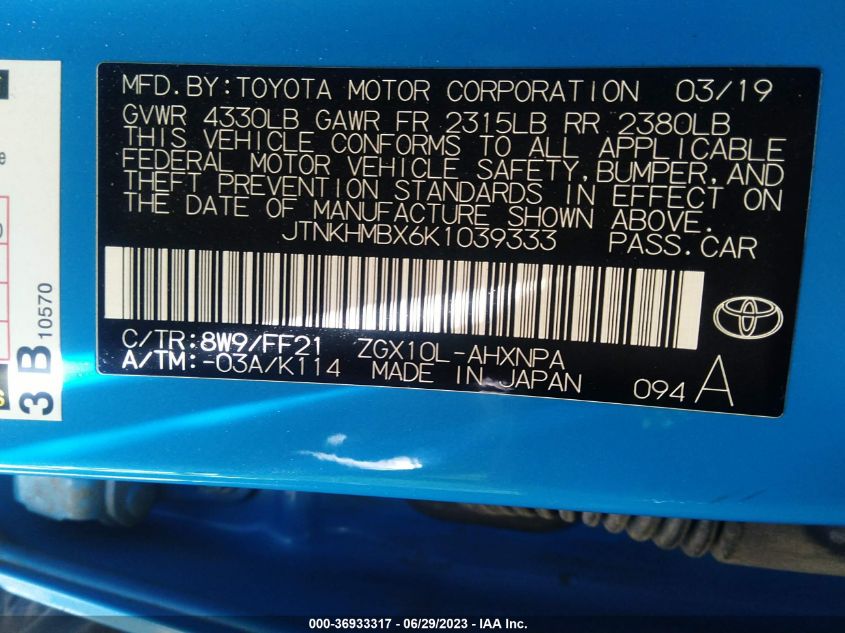 MFD.BY:TOYOTA MOTOR CORPORATION 03/19
GVWR 4330LB GAWR FR 2315LB RR 2380LB
THIS VEHICLE CONFORMS TO ALL APPLICABLE
FEDERAL MOTOR VEHICLE SAFETY,BUMPER,AND
THEFT PREVENTION STANDARDS IN EFFECT ON
THE DATE OF MANUFACTURE SHOWN ABOVE.
JTNKHMBX6K1039333 PASS.CAR
C/TR:8W9/FF21 ZGX10L-AHXNPA
A/TM:-03A/K114 MADE IN JAPAN 094 A
3B 10570
000-36933317 - 06/29/2023 - IAA Inc.